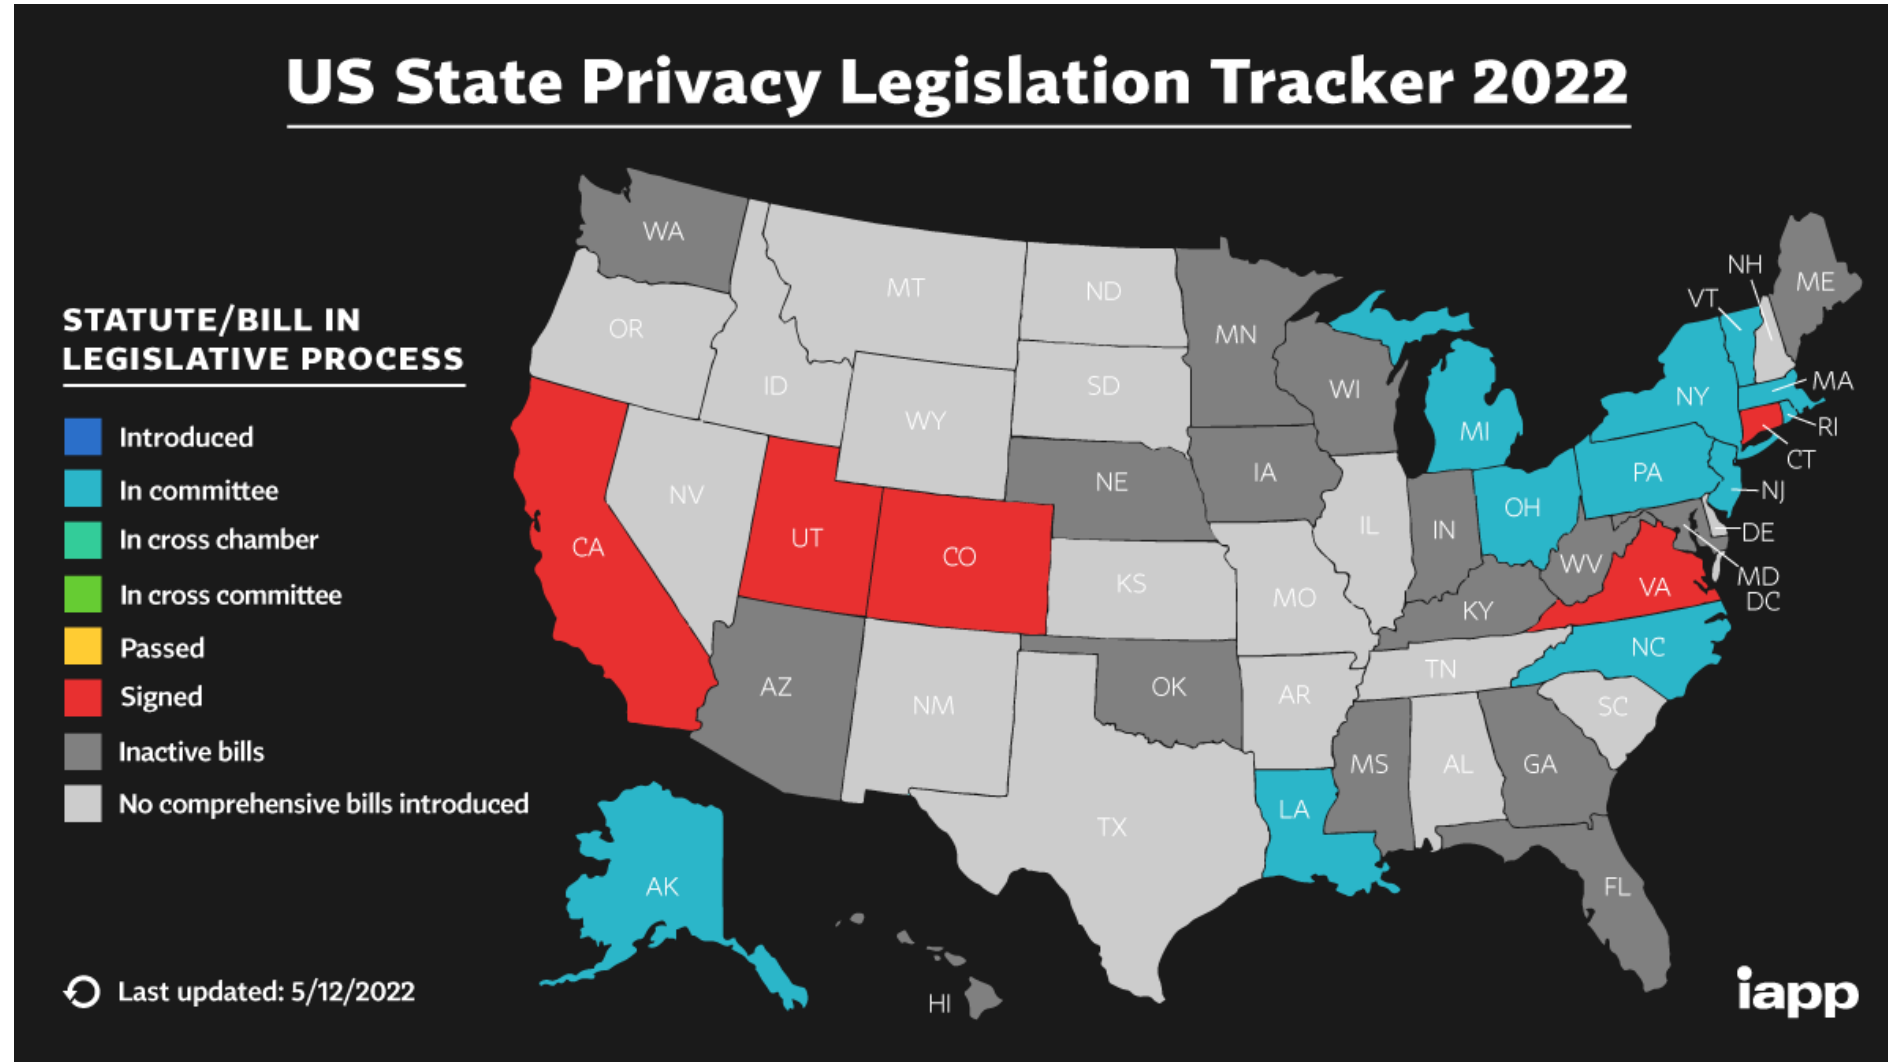 US State Privacy Legislation Tracker 2022
STATUTE/BILL IN
LEGISLATIVE PROCESS
Introduced
In committee
In cross chamber
In cross committee
Passed
Signed
Inactive bills
No comprehensive bills introduced
Last updated: 5/12/2022
WA
OR
CA
NV
ID
MT
WY
UT
CO
AZ
NM
ND
SD
NE
KS
OK
TX
MN
IA
MO
AR
LA
WI
IL
MI
IN
OH
KY
TN
MS
AL
GA
FL
SC
NC
VA
WV
PA
NY
VT
NH
ME
MA
RI
CT
NJ
DE
MD
DC
AK
HI
iapp